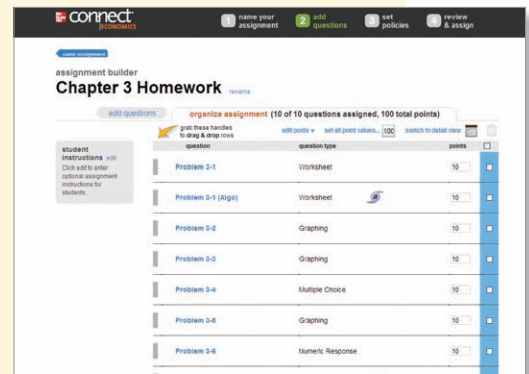 connect
ECONOMICS
1 name your assignment
2 add questions
3 set policies
4 review & assign
name assignment
assignment builder
Chapter 3 Homework rename
add questions
organize assignment (10 of 10 questions assigned, 100 total points)
grab these handles
to drag & drop rows
edit pools set all point values... 100 switch to detail view
question question type points
student
instructions edit
Click edit to enter
optional assignment
instructions for
students.
Problem 3-1 Worksheet 10
Problem 3-1 (Algo) Worksheet 10
Problem 3-2 Graphing 10
Problem 3-3 Graphing 10
Problem 3-4 Multiple Choice 10
Problem 3-5 Graphing 10
Problem 3-6 Numeric Response 10